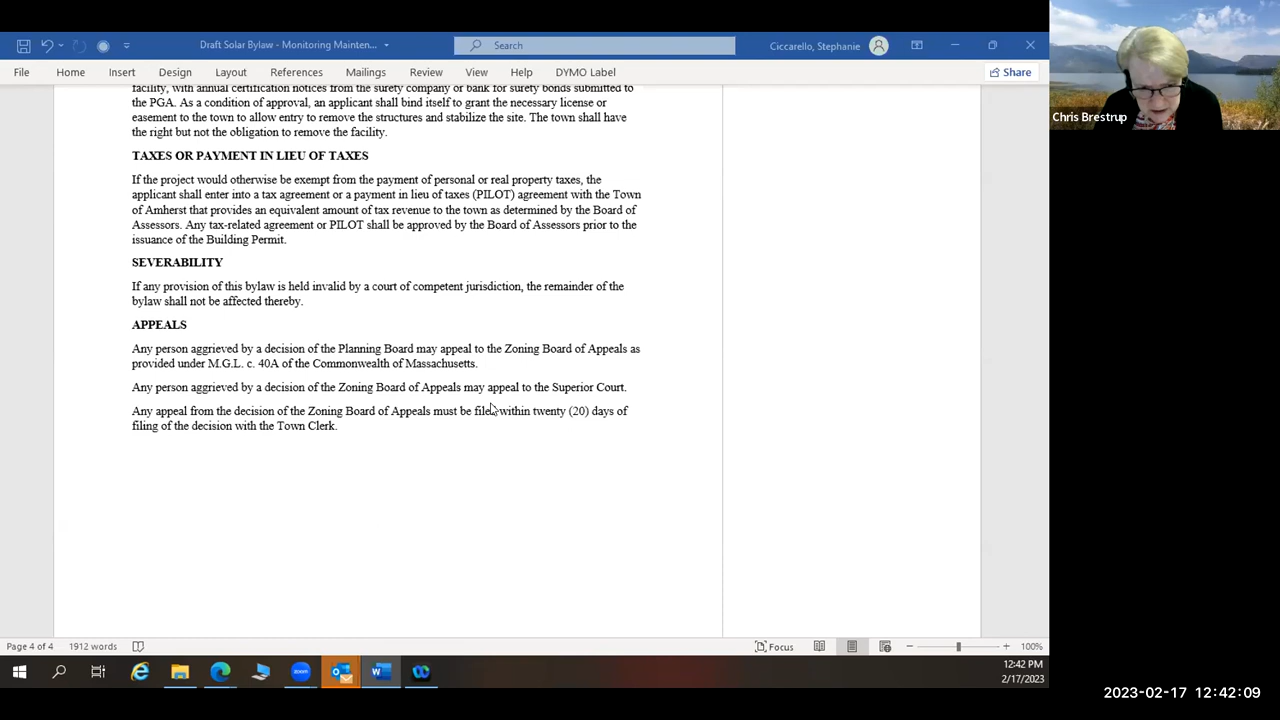 Draft Solar Bylaw - Monitoring Mainten...
Search
Ciccarello, Stephanie
File Home Insert Design Layout References Mailings Review View Help DYMO Label
Share
facility, with annual certification notices from the surety company or bank for surety bonds submitted
to the PGA. As a condition of approval, an applicant shall bind itself to grant the necessary license or
easement to the town to allow entry to remove the structures and stabilize the site. The town shall have
the right but not the obligation to remove the facility.
TAXES OR PAYMENT IN LIEU OF TAXES
If the project would otherwise be exempt from the payment of personal or real property taxes, the
applicant shall enter into a tax agreement or a payment in lieu of taxes (PILOT) agreement with the Town
of Amherst that provides an equivalent amount of tax revenue to the town as determined by the Board of
Assessors. Any tax-related agreement or PILOT shall be approved by the Board of Assessors prior to the
issuance of the Building Permit.
SEVERABILITY
If any provision of this bylaw is held invalid by a court of competent jurisdiction, the remainder of the
bylaw shall not be affected thereby.
APPEALS
Any person aggrieved by a decision of the Planning Board may appeal to the Zoning Board of Appeals as
provided under M.G.L. c. 40A of the Commonwealth of Massachusetts.
Any person aggrieved by a decision of the Zoning Board of Appeals may appeal to the Superior Court.
Any appeal from the decision of the Zoning Board of Appeals must be filed within twenty (20) days of
filing of the decision with the Town Clerk.
Page 4 of 4 1912 words
Focus
100%
zoom
12:42 PM
2/17/2023
Chris Brestrup
2023-02-17 12:42:09